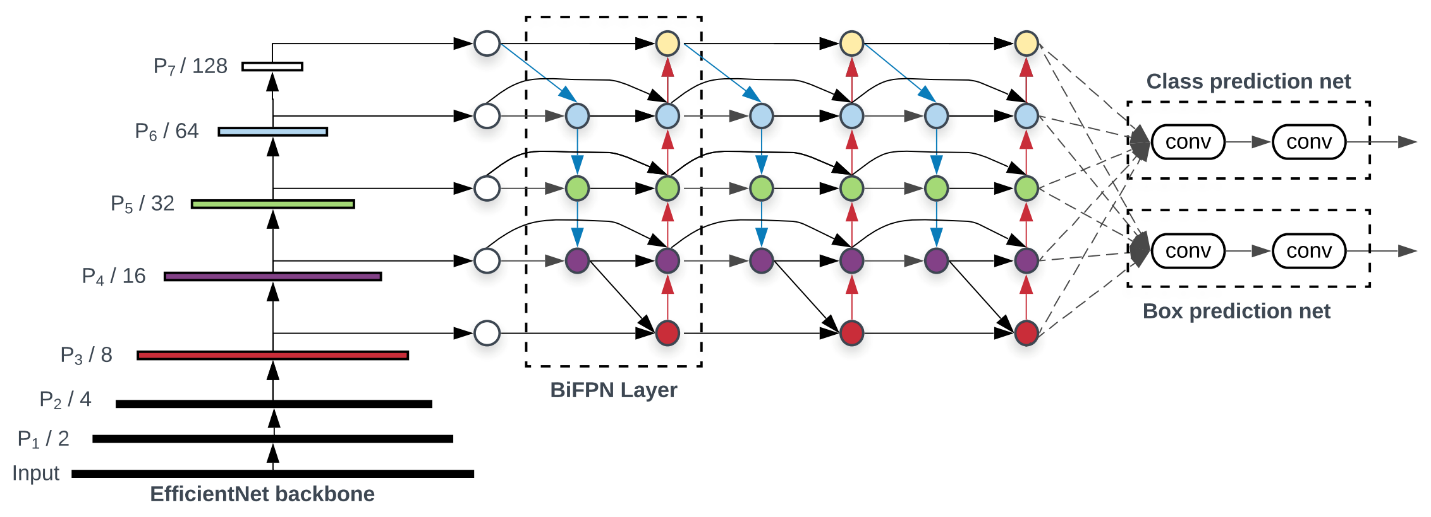 P7 / 128
P6 / 64
P5 / 32
P4 / 16
P3 / 8
P2 / 4
P1 / 2
Input
EfficientNet backbone
BiFPN Layer
Class prediction net
conv conv
conv conv
Box prediction net